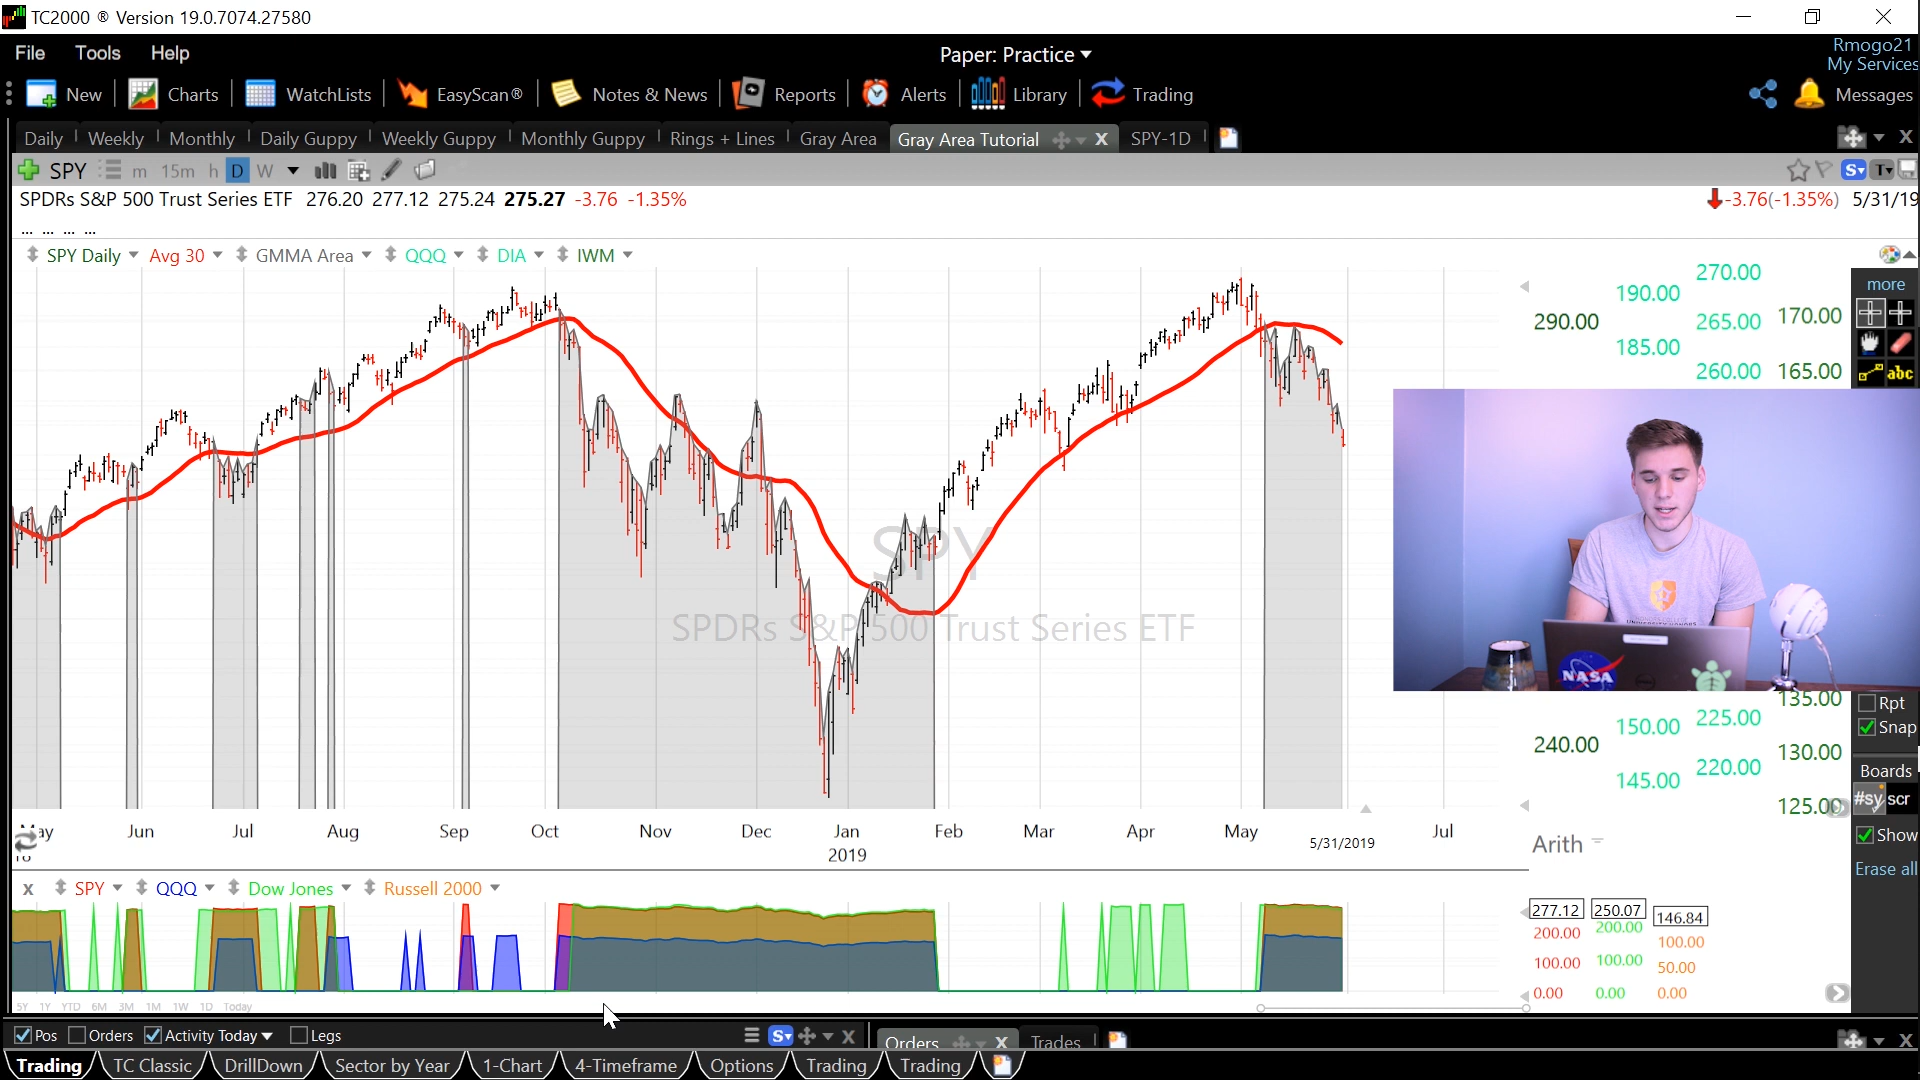 TC2000 ® Version 19.0.7074.27580
File Tools Help
Paper: Practice
Rmogo21
My Services
New Charts WatchLists EasyScan® Notes & News Reports Alerts Library Trading Messages
Daily Weekly Monthly Daily Guppy Weekly Guppy Monthly Guppy Rings + Lines Gray Area Gray Area Tutorial X SPY-1D X
SPY m 15m h D W S T
SPDRs S&P 500 Trust Series ETF 276.20 277.12 275.24 275.27 -3.76 -1.35% -3.76(-1.35%) 5/31/19
... ... ... ...
SPY Daily Avg 30 GMMA Area QQQ DIA IWM
more
270.00
190.00
290.00 265.00 170.00
185.00
260.00 165.00
abc
SPY
SPDRs S&P 500 Trust Series ETF
NASA
135.00 Rpt
150.00 225.00 Snap
240.00 130.00
220.00 Boards
145.00
125.00 #sy scr
May Jun Jul Aug Sep Oct Nov Dec Jan Feb Mar Apr May Jul
2019 5/31/2019
Arith Show
Erase all
x SPY QQQ Dow Jones Russell 2000
277.12 250.07 146.84
200.00 200.00
100.00
100.00 100.00 50.00
0.00 0.00 0.00
5Y 1Y YTD 6M 3M 1M 1W 1D Today
Pos Orders Activity Today Legs S X Orders X Trades X
Trading TC Classic DrillDown Sector by Year 1-Chart 4-Timeframe Options Trading Trading